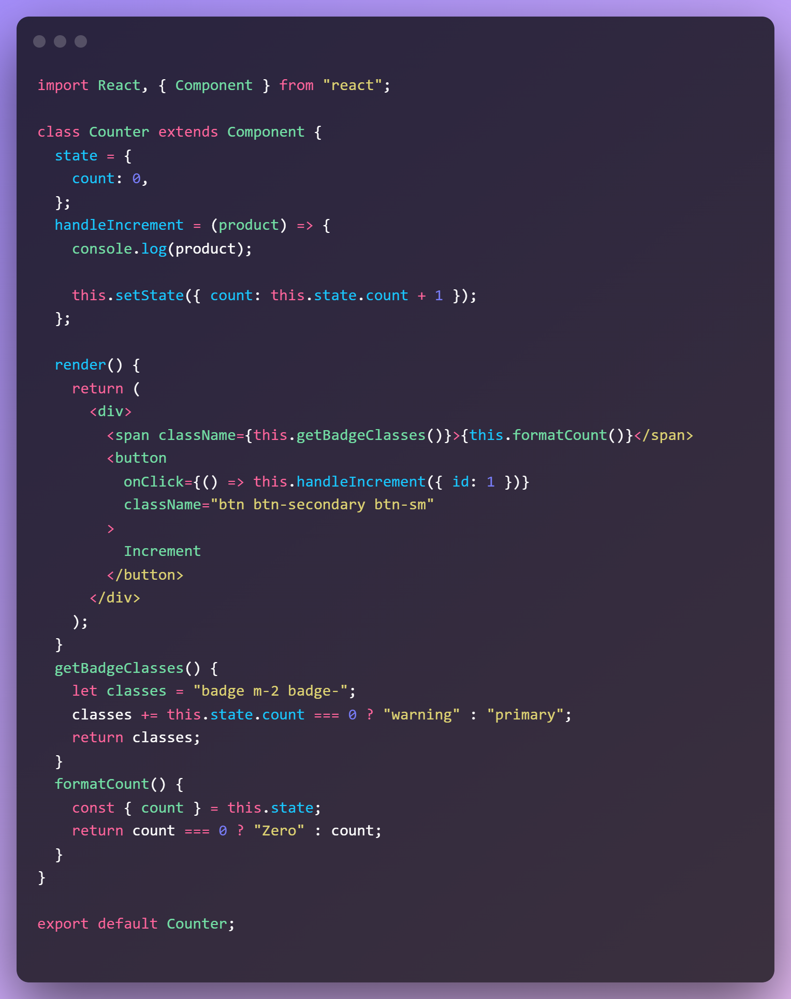 import React, { Component } from "react";

class Counter extends Component {
  state = {
    count: 0,
  };
  handleIncrement = (product) => {
    console.log(product);

    this.setState({ count: this.state.count + 1 });
  };

  render() {
    return (
      <div>
        <span className={this.getBadgeClasses()}>{this.formatCount()}</span>
        <button
          onClick={() => this.handleIncrement({ id: 1 })}
          className="btn btn-secondary btn-sm"
        >
          Increment
        </button>
      </div>
    );
  }
  getBadgeClasses() {
    let classes = "badge m-2 badge-";
    classes += this.state.count === 0 ? "warning" : "primary";
    return classes;
  }
  formatCount() {
    const { count } = this.state;
    return count === 0 ? "Zero" : count;
  }
}

export default Counter;